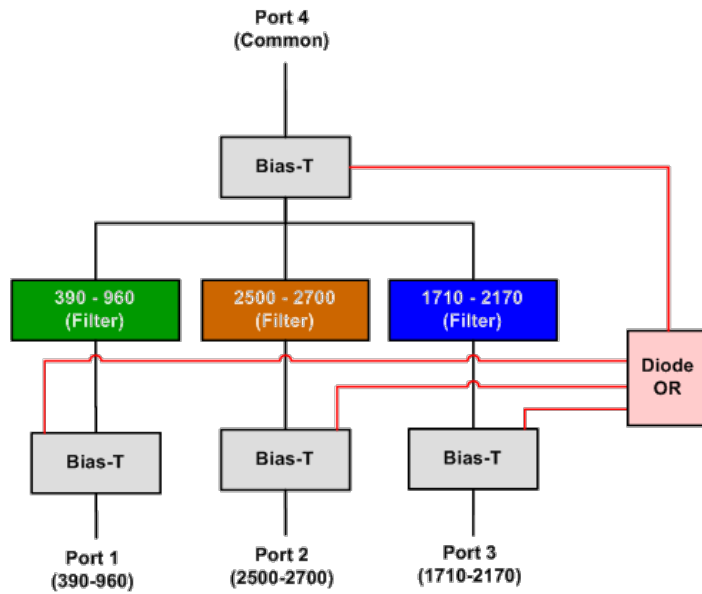 Port 4
(Common)
Bias-T
390 - 960
(Filter)
2500 - 2700
(Filter)
1710 - 2170
(Filter)
Diode
OR
Bias-T
Bias-T
Bias-T
Port 1
(390-960)
Port 2
(2500-2700)
Port 3
(1710-2170)